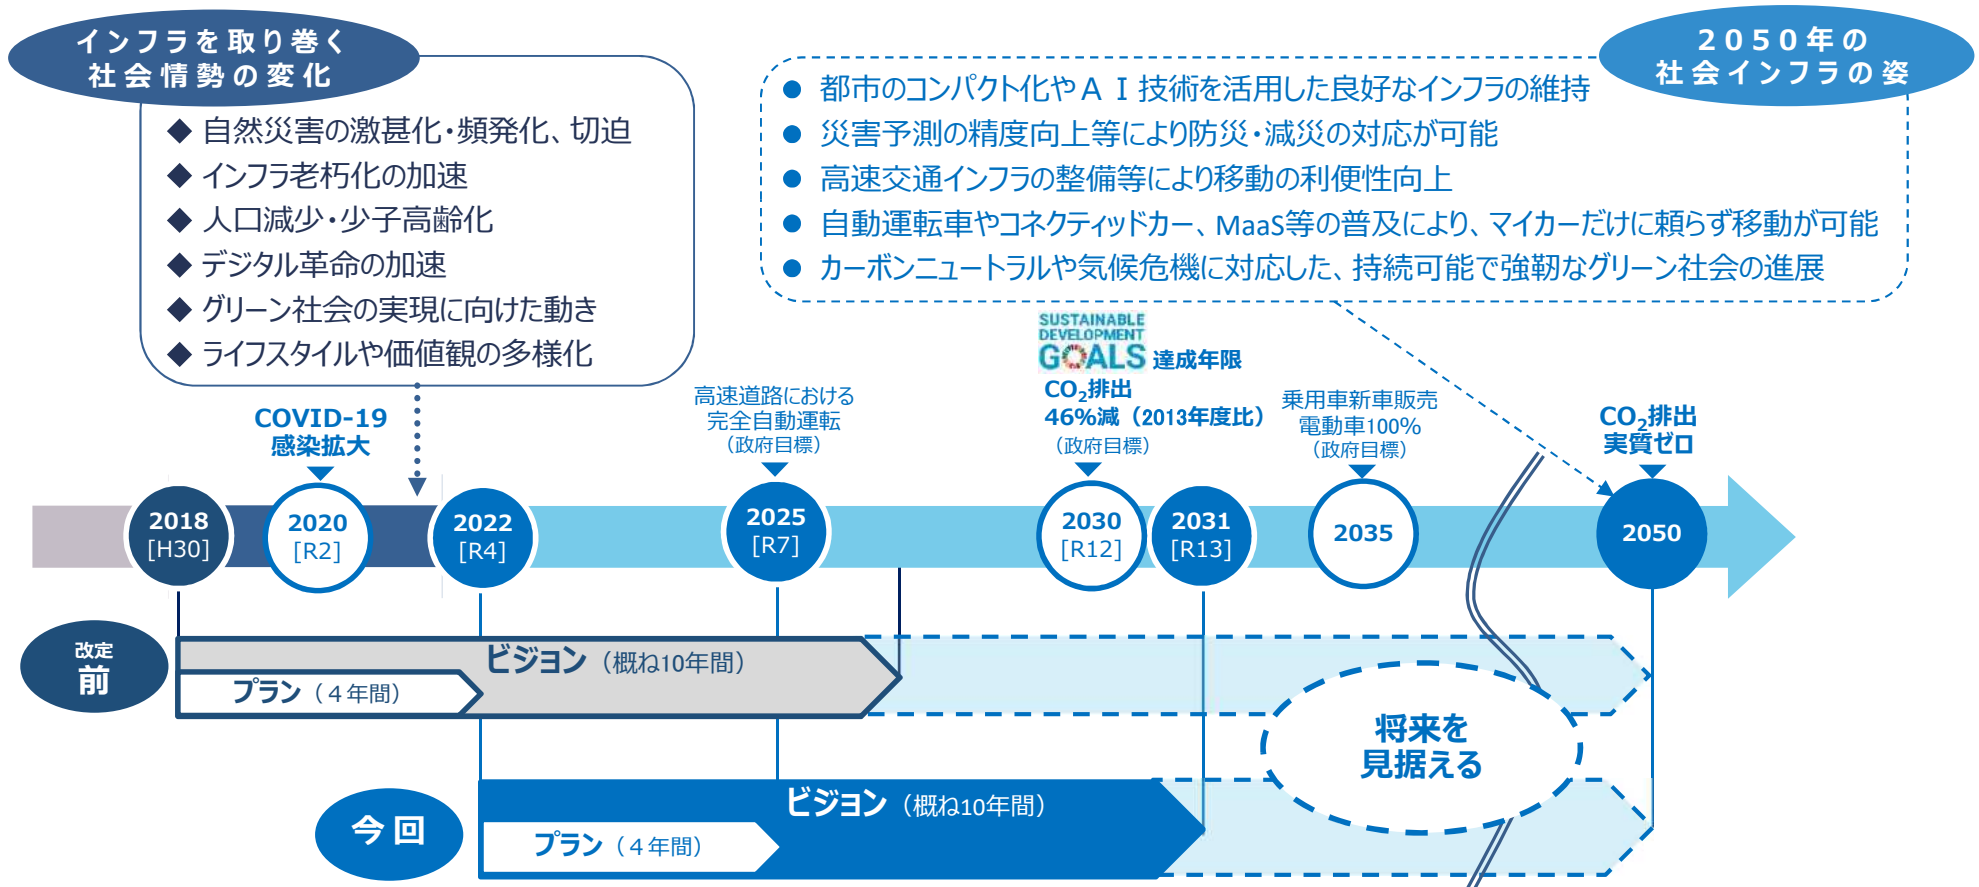 インフラを取り巻く
社会情勢の変化
◆ 自然災害の激甚化・頻発化、切迫
◆ インフラ老朽化の加速
◆ 人口減少・少子高齢化
◆ デジタル革命の加速
◆ グリーン社会の実現に向けた動き
◆ ライフスタイルや価値観の多様化
2050年の
社会インフラの姿
● 都市のコンパクト化やＡＩ技術を活用した良好なインフラの維持
● 災害予測の精度向上等により防災・減災の対応が可能
● 高速交通インフラの整備等により移動の利便性向上
● 自動運転車やコネクティッドカー、MaaS等の普及により、マイカーだけに頼らず移動が可能
● カーボンニュートラルや気候危機に対応した、持続可能で強靭なグリーン社会の進展
COVID-19
感染拡大
高速道路における
完全自動運転
（政府目標）
SUSTAINABLE
DEVELOPMENT
GOALS 達成年限
CO₂排出
46%減（2013年度比）
（政府目標）
乗用車新車販売
電動車100%
（政府目標）
CO₂排出
実質ゼロ
2018
[H30]
2020
[R2]
2022
[R4]
2025
[R7]
2030
[R12]
2031
[R13]
2035
2050
改定
前
ビジョン（概ね10年間）
プラン（４年間）
将来を
見据える
今回
ビジョン（概ね10年間）
プラン（４年間）